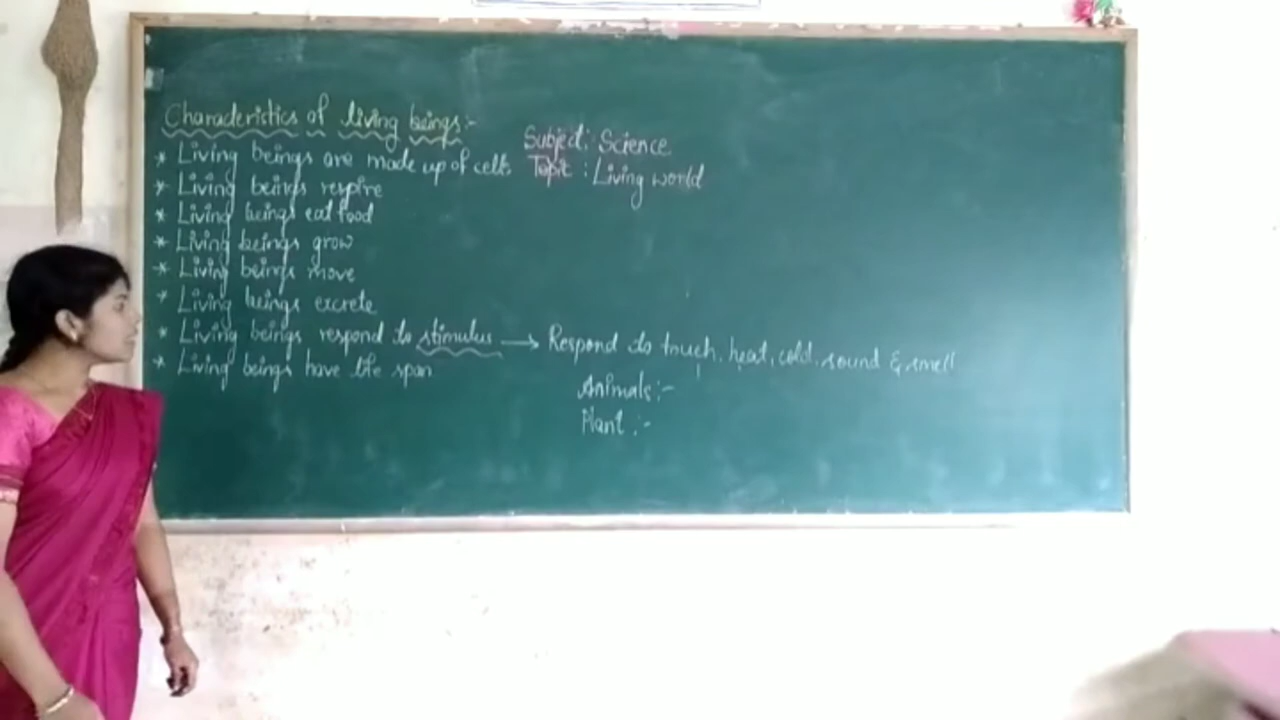 Characteristics of living beings:-
* Living beings are made up of cells
* Living beings respire
* Living beings eat food
* Living beings grow
* Living beings move
* Living beings excrete
* Living beings respond to stimulus → Respond to touch, heat, cold, sound & smell
* Living beings have life span
Subject: Science
Topic : Living world
Animals:-
Plant :-